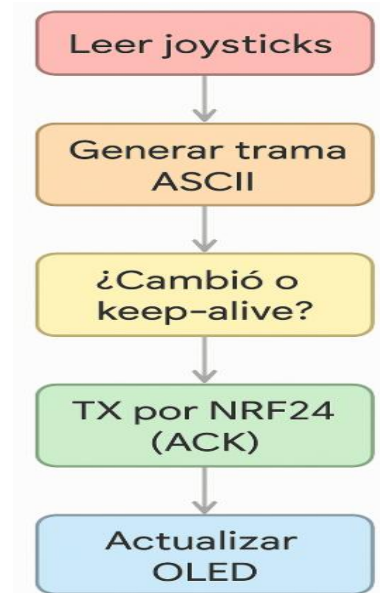 Leer joysticks
Generar trama
ASCII
¿Cambió o
keep-alive?
TX por NRF24
(ACK)
Actualizar
OLED